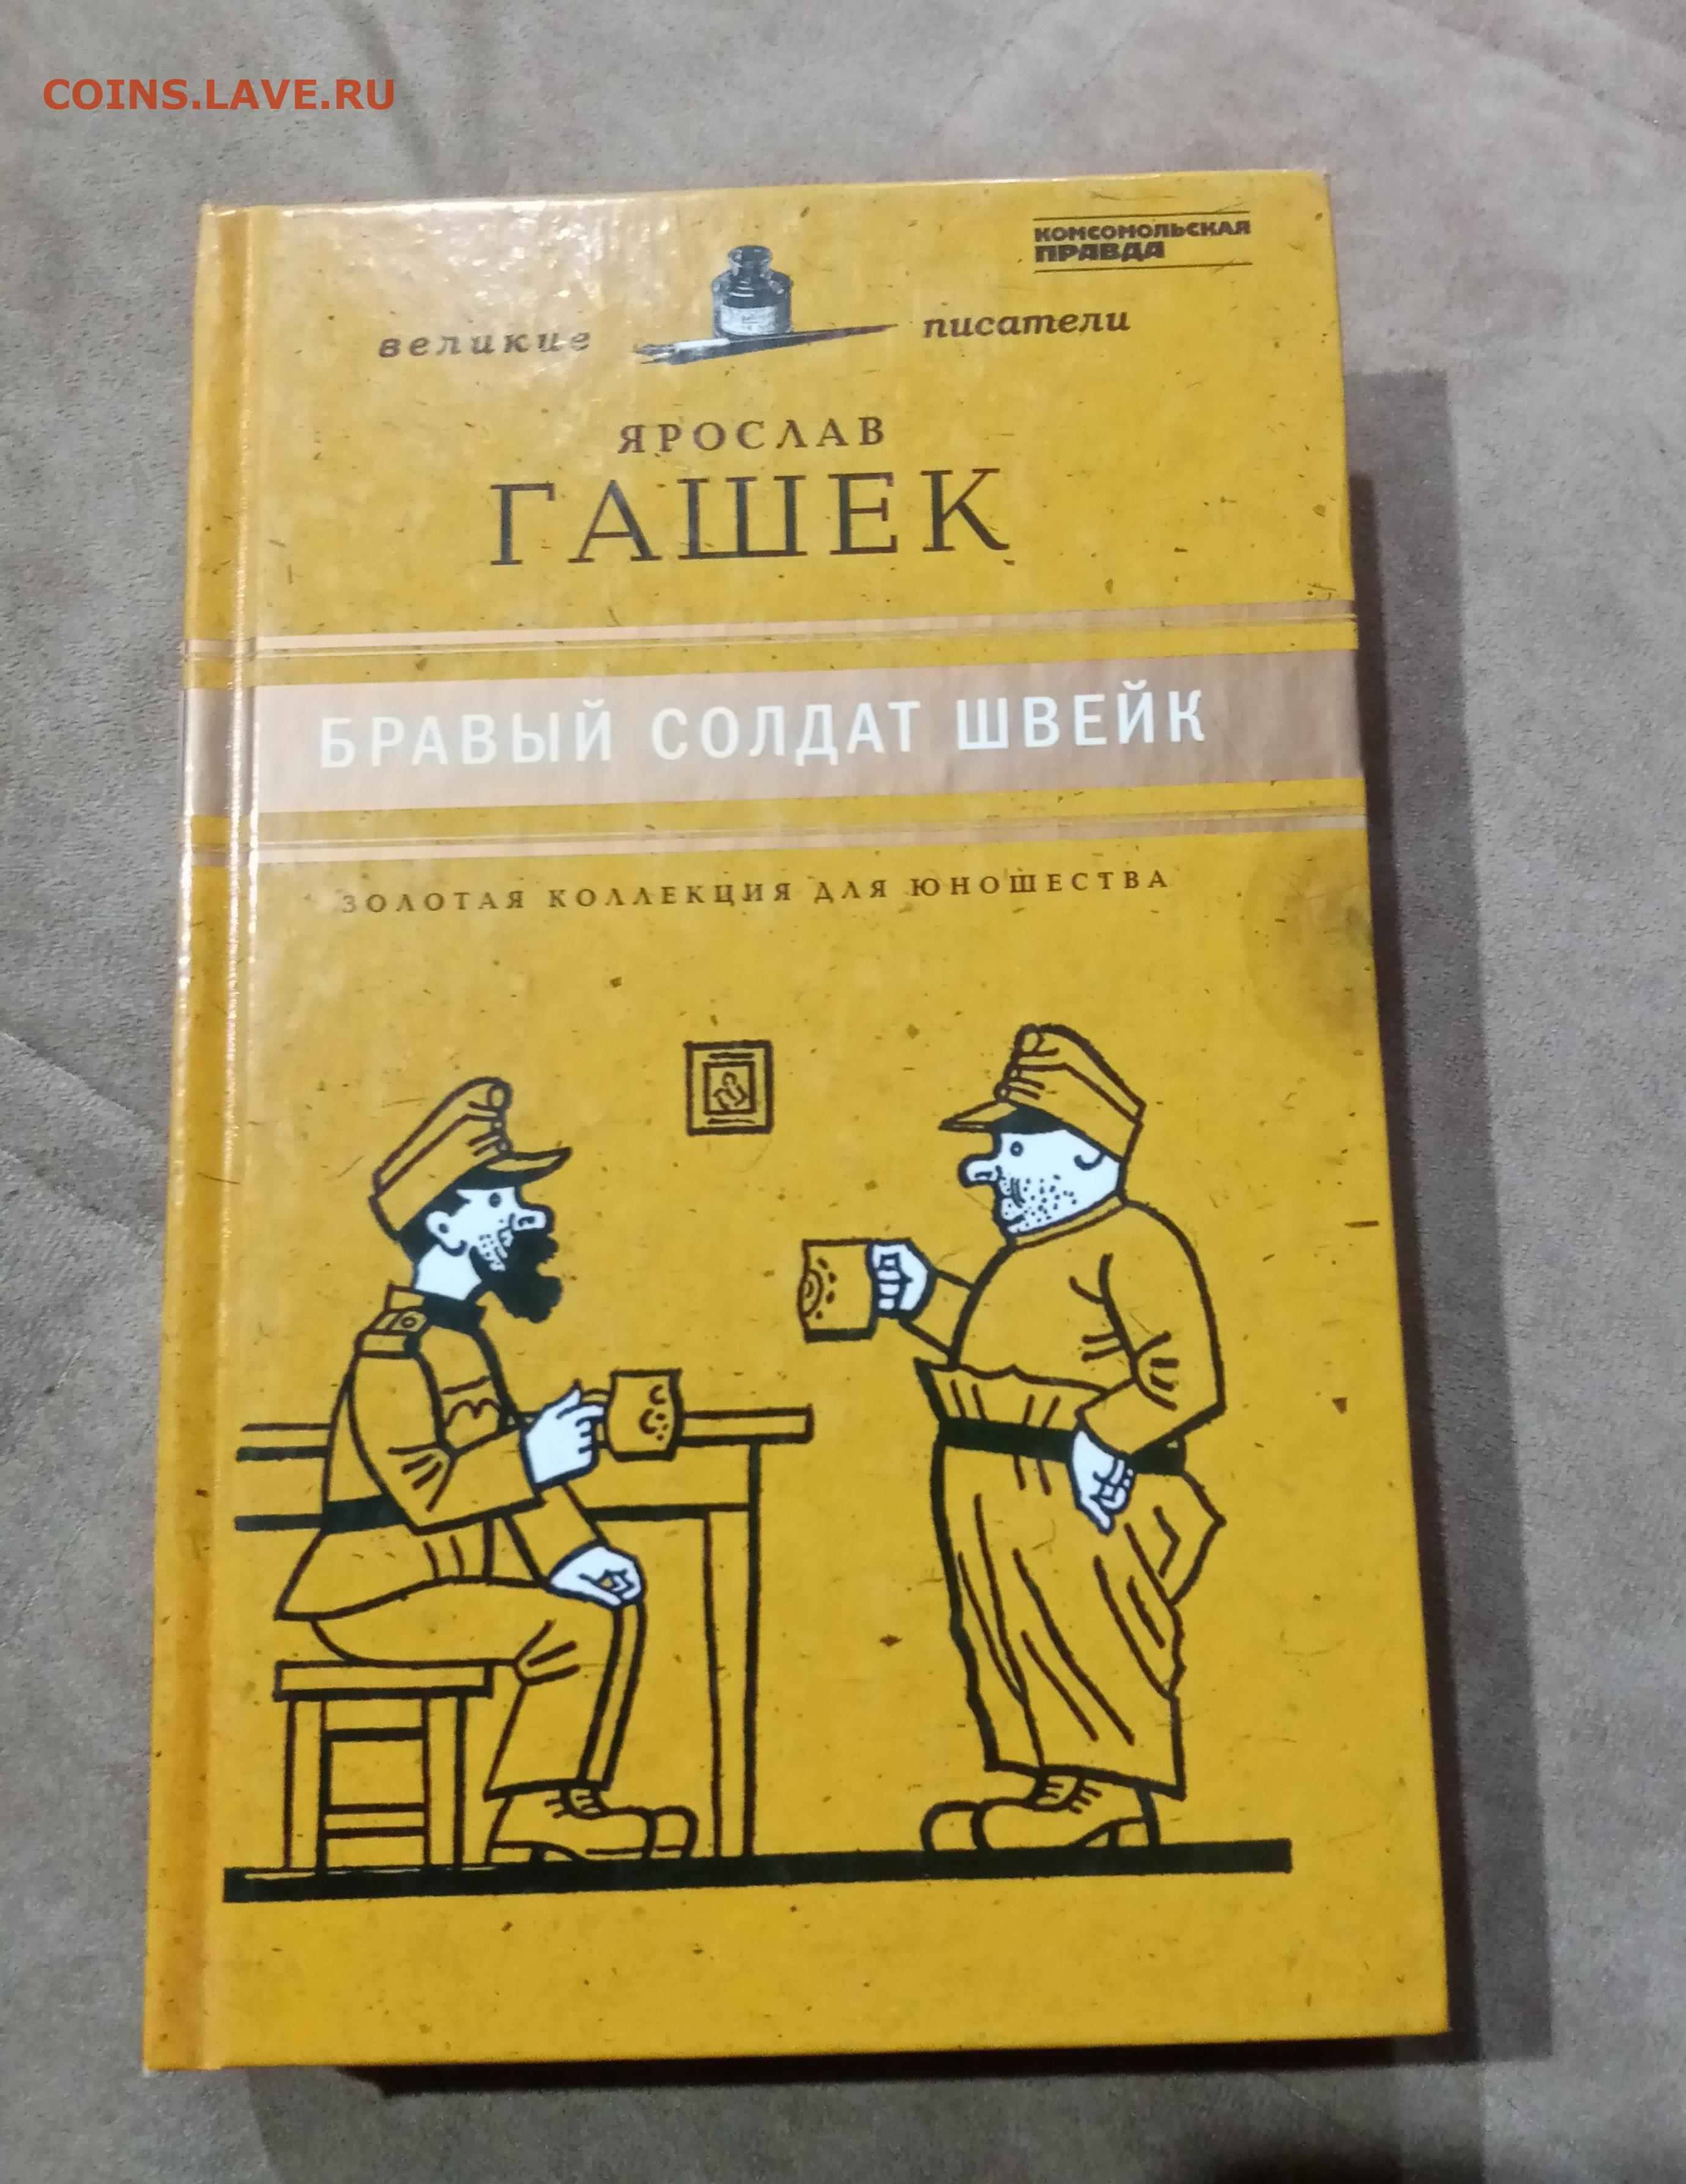 COINS.LAVE.RU
КОМСОМОЛЬСКАЯ
ПРАВДА
великие писатели
ЯРОСЛАВ
ГАШЕК
БРАВЫЙ СОЛДАТ ШВЕЙК
ЗОЛОТАЯ КОЛЛЕКЦИЯ ДЛЯ ЮНОШЕСТВА